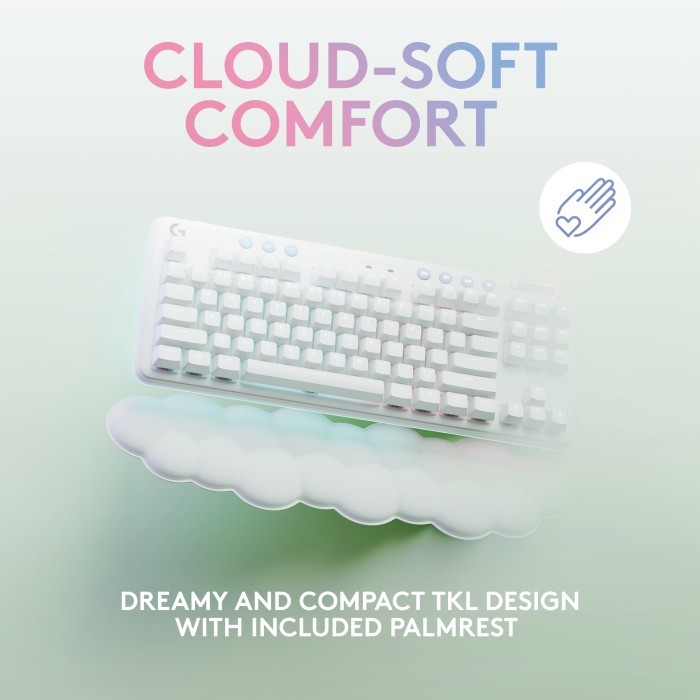 CLOUD-SOFT
COMFORT
DREAMY AND COMPACT TKL DESIGN
WITH INCLUDED PALMREST